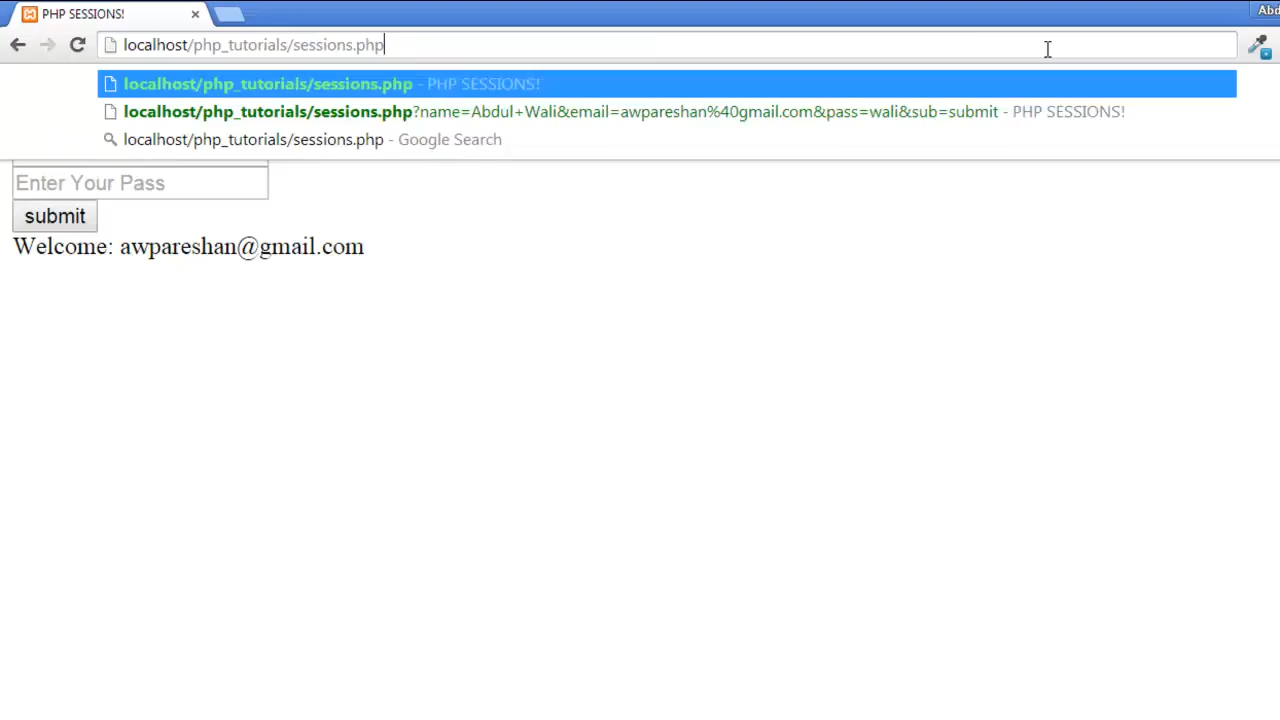 PHP SESSIONS!
Abd
localhost/php_tutorials/sessions.php
localhost/php_tutorials/sessions.php - PHP SESSIONS!
localhost/php_tutorials/sessions.php?name=Abdul+Wali&email=awpareshan%40gmail.com&pass=wali&sub=submit - PHP SESSIONS!
localhost/php_tutorials/sessions.php - Google Search
Enter Your Pass
submit
Welcome: awpareshan@gmail.com